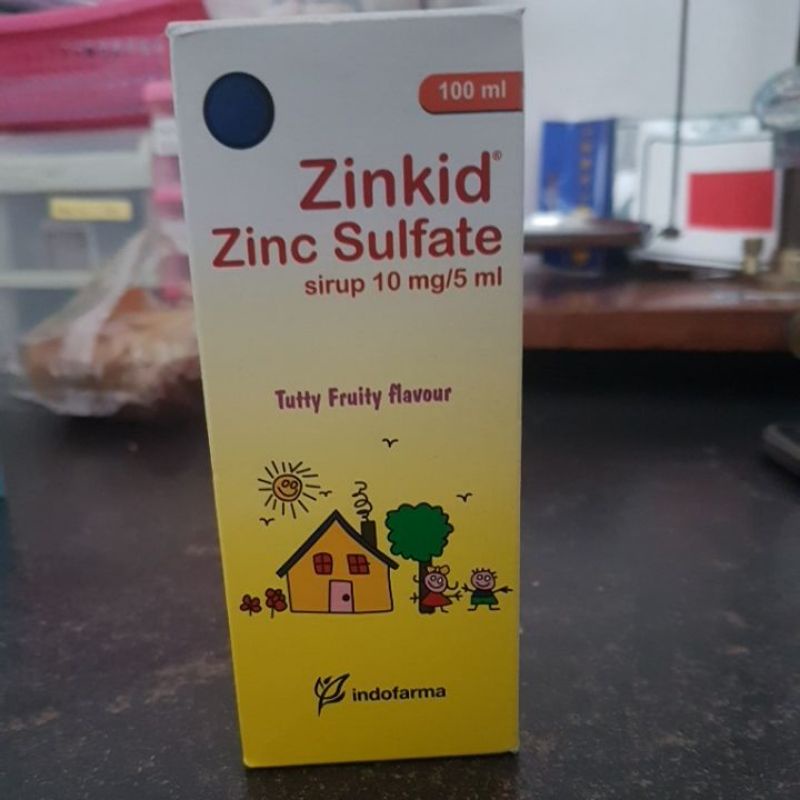 100 ml
Zinkid®
Zinc Sulfate
sirup 10 mg/5 ml
Tutty Fruity flavour
indofarma